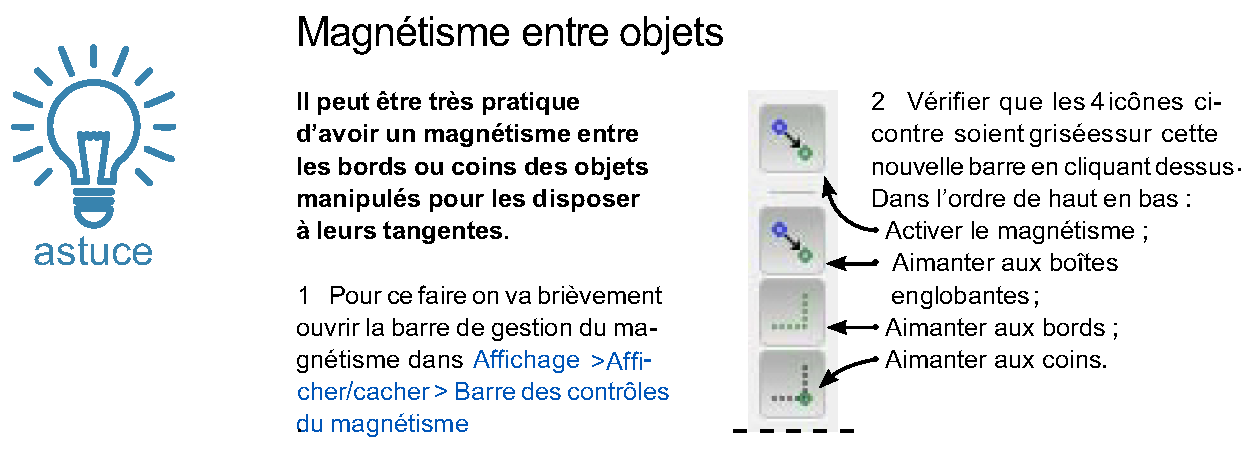 Magnétisme entre objets
astuce
Il peut être très pratique
d’avoir un magnétisme entre
les bords ou coins des objets
manipulés pour les disposer
à leurs tangentes.
1 Pour ce faire on va brièvement
ouvrir la barre de gestion du ma-
gnétisme dans Affichage >Affi-
cher/cacher > Barre des contrôles
du magnétisme
2 Vérifier que les 4 icônes ci-
contre soient griséessur cette
nouvelle barre en cliquant dessus.
Dans l’ordre de haut en bas :
• Activer le magnétisme ;
• Aimanter aux boîtes
englobantes ;
• Aimanter aux bords ;
• Aimanter aux coins.